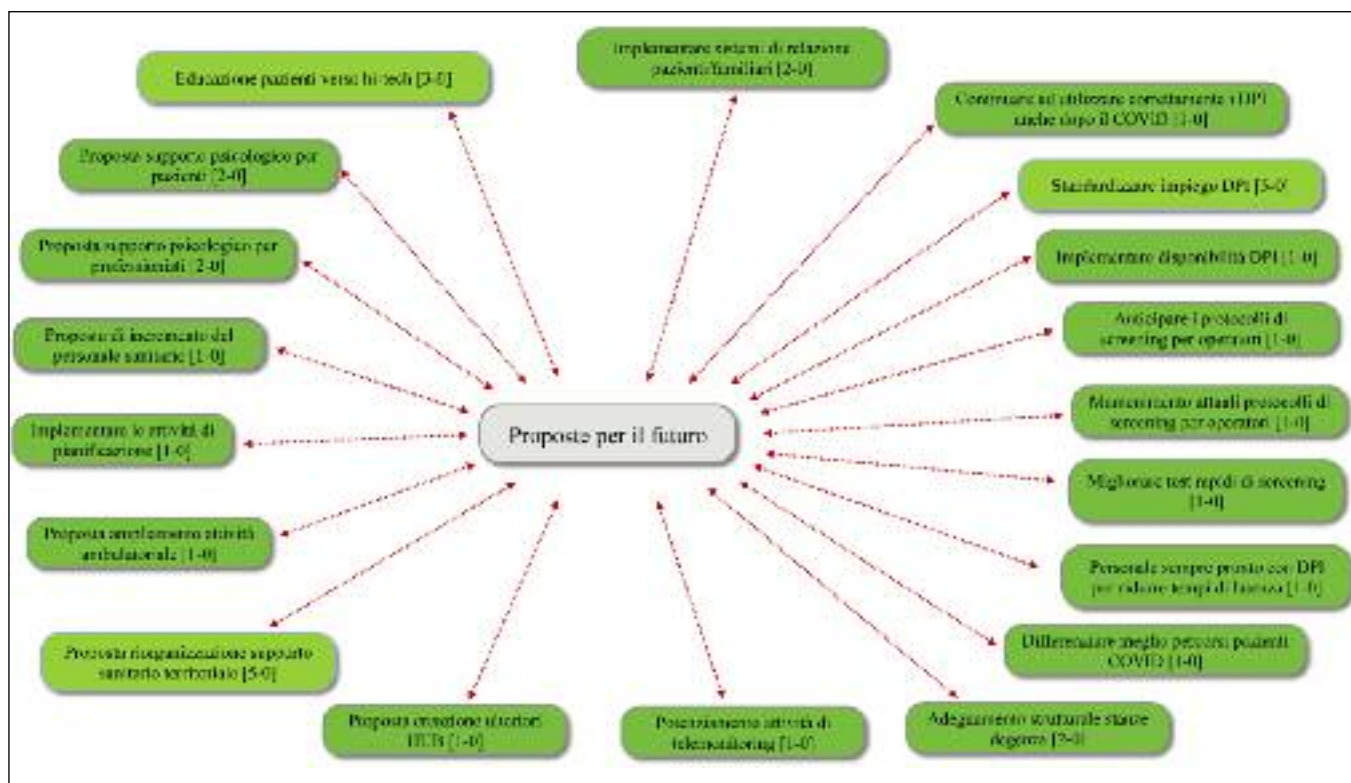 Educazione pazienti verso hi-tech [3-0]
Implementare sistemi di relazione
pazienti/familiari [2-0]
Continuare ad utilizzare correttamente i DPI
anche dopo il COVID [1-0]
Proposta supporto psicologico per
pazienti [2-0]
Standardizzare impiego DPI
Proposta supporto psicologico per
professionisti [2-0]
Implementare disponibilità DPI [1-0]
Proposta di incremento del
personale sanitario [1-0]
Anticipare i protocolli di
screening per operatori [1-0]
Proposte per il futuro
Mantenimento attuali protocolli di
screening per operatori [1-0]
Implementare le attività di
pianificazione [1-0]
Migliorare test rapidi di screening
[1-0]
Proposta ampliamento attività
ambulatoriale [1-0]
Personale sempre pronto con DPI
per ridurre tempi di latenza [1-0]
Proposta riorganizzazione supporto
sanitario territoriale [5-0]
Differenziare meglio percorsi pazienti
COVID [1-0]
Proposta creazione ulteriori
HUB [1-0]
Potenziamento attività di
telemonitoring [1-0]
Adeguamento strutturale stanze
degenza [2-0]